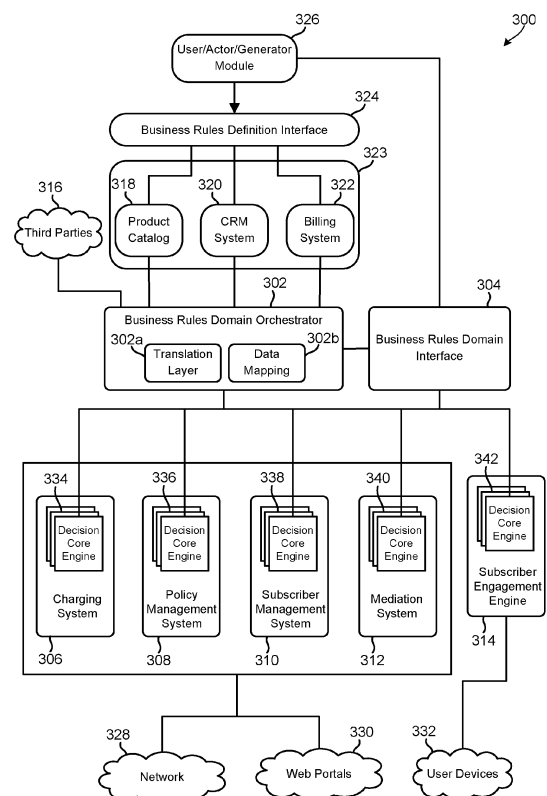 300
326
User/Actor/Generator
Module
324
Business Rules Definition Interface
323
316
318
320
322
Third Parties
Product
Catalog
CRM
System
Billing
System
302
304
Business Rules Domain Orchestrator
302a
302b
Translation
Layer
Data
Mapping
Business Rules Domain
Interface
334
336
338
340
342
Decision
Core
Engine
Decision
Core
Engine
Decision
Core
Engine
Decision
Core
Engine
Decision
Core
Engine
Charging
System
Policy
Management
System
Subscriber
Management
System
Mediation
System
Subscriber
Engagement
Engine
306
308
310
312
314
328
330
332
Network
Web Portals
User Devices